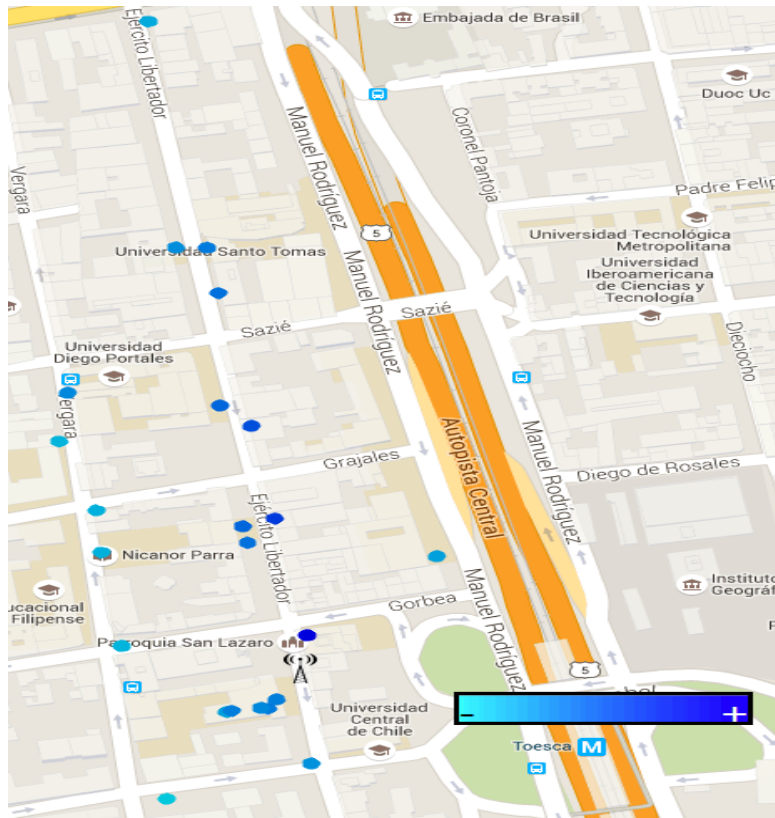 Embajada de Brasil
Ejército Libertador
Duoc Uc
Manuel Rodríguez
Coronel Pantoja
Vergara
Padre Felip
5
Universidad Santo Tomas
Universidad Tecnológica
Metropolitana
Manuel Rodríguez
Universidad
Iberoamericana
de Ciencias y
Tecnología
Sazié
Sazié
Universidad
Diego Portales
Dieciocho
Vergara
Autopista Central
Manuel Rodríguez
Grajales
Diego de Rosales
Ejército Libertador
Nicanor Parra
Manuel Rodríguez
Institut
Geográf
ucacional
Filipense
Gorbea
Parroquia San Lazaro
5
- +
Universidad
Central
de Chile
Toesca M